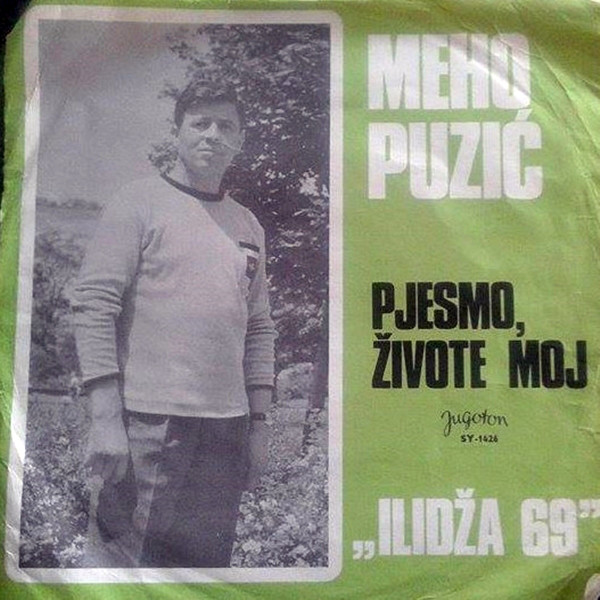 MEHO
PUZIĆ
PJESMO,
ŽIVOTE MOJ
Jugoton
SY-1426
„ILIDŽA 69”